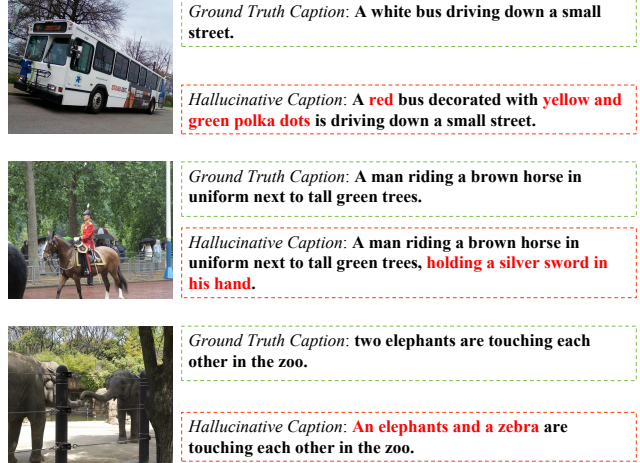 Ground Truth Caption: A white bus driving down a small
street.
Hallucinative Caption: A red bus decorated with yellow and
green polka dots is driving down a small street.
Ground Truth Caption: A man riding a brown horse in
uniform next to tall green trees.
Hallucinative Caption: A man riding a brown horse in
uniform next to tall green trees, holding a silver sword in
his hand.
Ground Truth Caption: two elephants are touching each
other in the zoo.
Hallucinative Caption: An elephants and a zebra are
touching each other in the zoo.